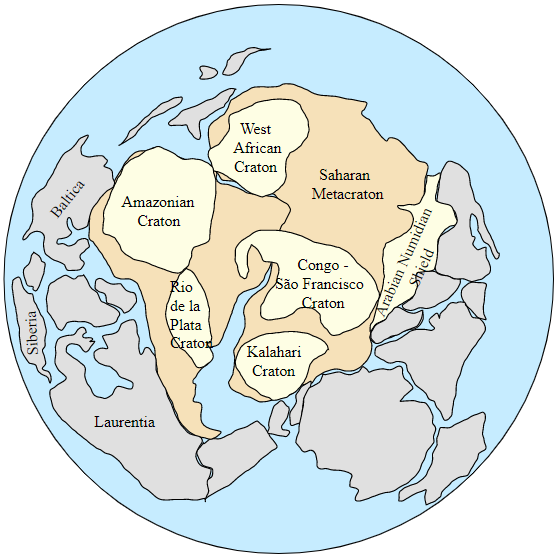 West
African
Craton
Saharan
Metacraton
Baltica
Amazonian
Craton
Arabian Numidian
Shield
Congo -
São Francisco
Craton
Rio
de la
Plata
Craton
Siberia
Kalahari
Craton
Laurentia